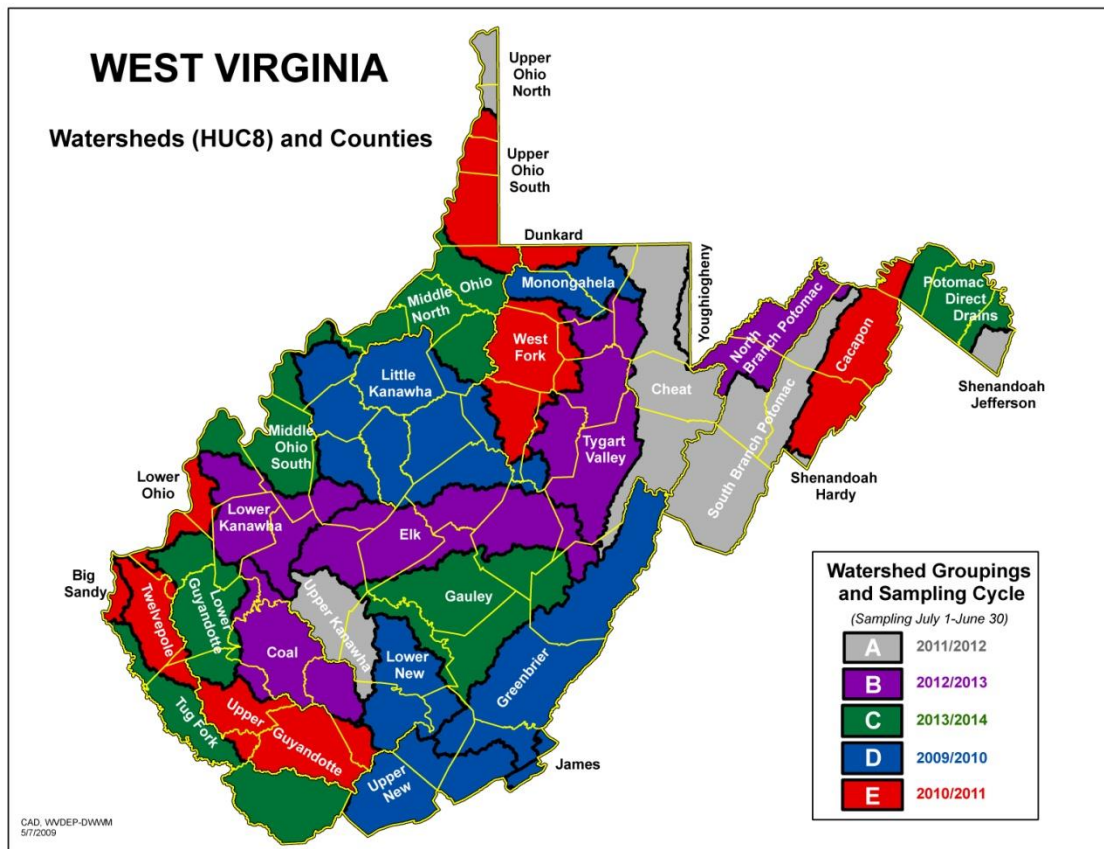 WEST VIRGINIA
Watersheds (HUC8) and Counties
Upper
Ohio
North
Upper
Ohio
South
Dunkard
Monongahela
Youghiogheny
Middle Ohio
North
North
Branch Potomac
Potomac
Direct
Drains
West
Fork
Cacapon
Little
Kanawha
Cheat
Shenandoah
Jefferson
South Branch Potomac
Middle
Ohio
South
Tygart
Valley
Lower
Ohio
Shenandoah
Hardy
Lower
Kanawha
Elk
Big
Sandy
Twelvepole
Lower
Guyandotte
Upper Kanawha
Gauley
Coal
Lower
New
Greenbrier
Tug Fork
Upper
Guyandotte
Upper
New
James
Watershed Groupings
and Sampling Cycle
(Sampling July 1-June 30)
A 2011/2012
B 2012/2013
C 2013/2014
D 2009/2010
E 2010/2011
CAD, WVDEP-DWWM
5/7/2009